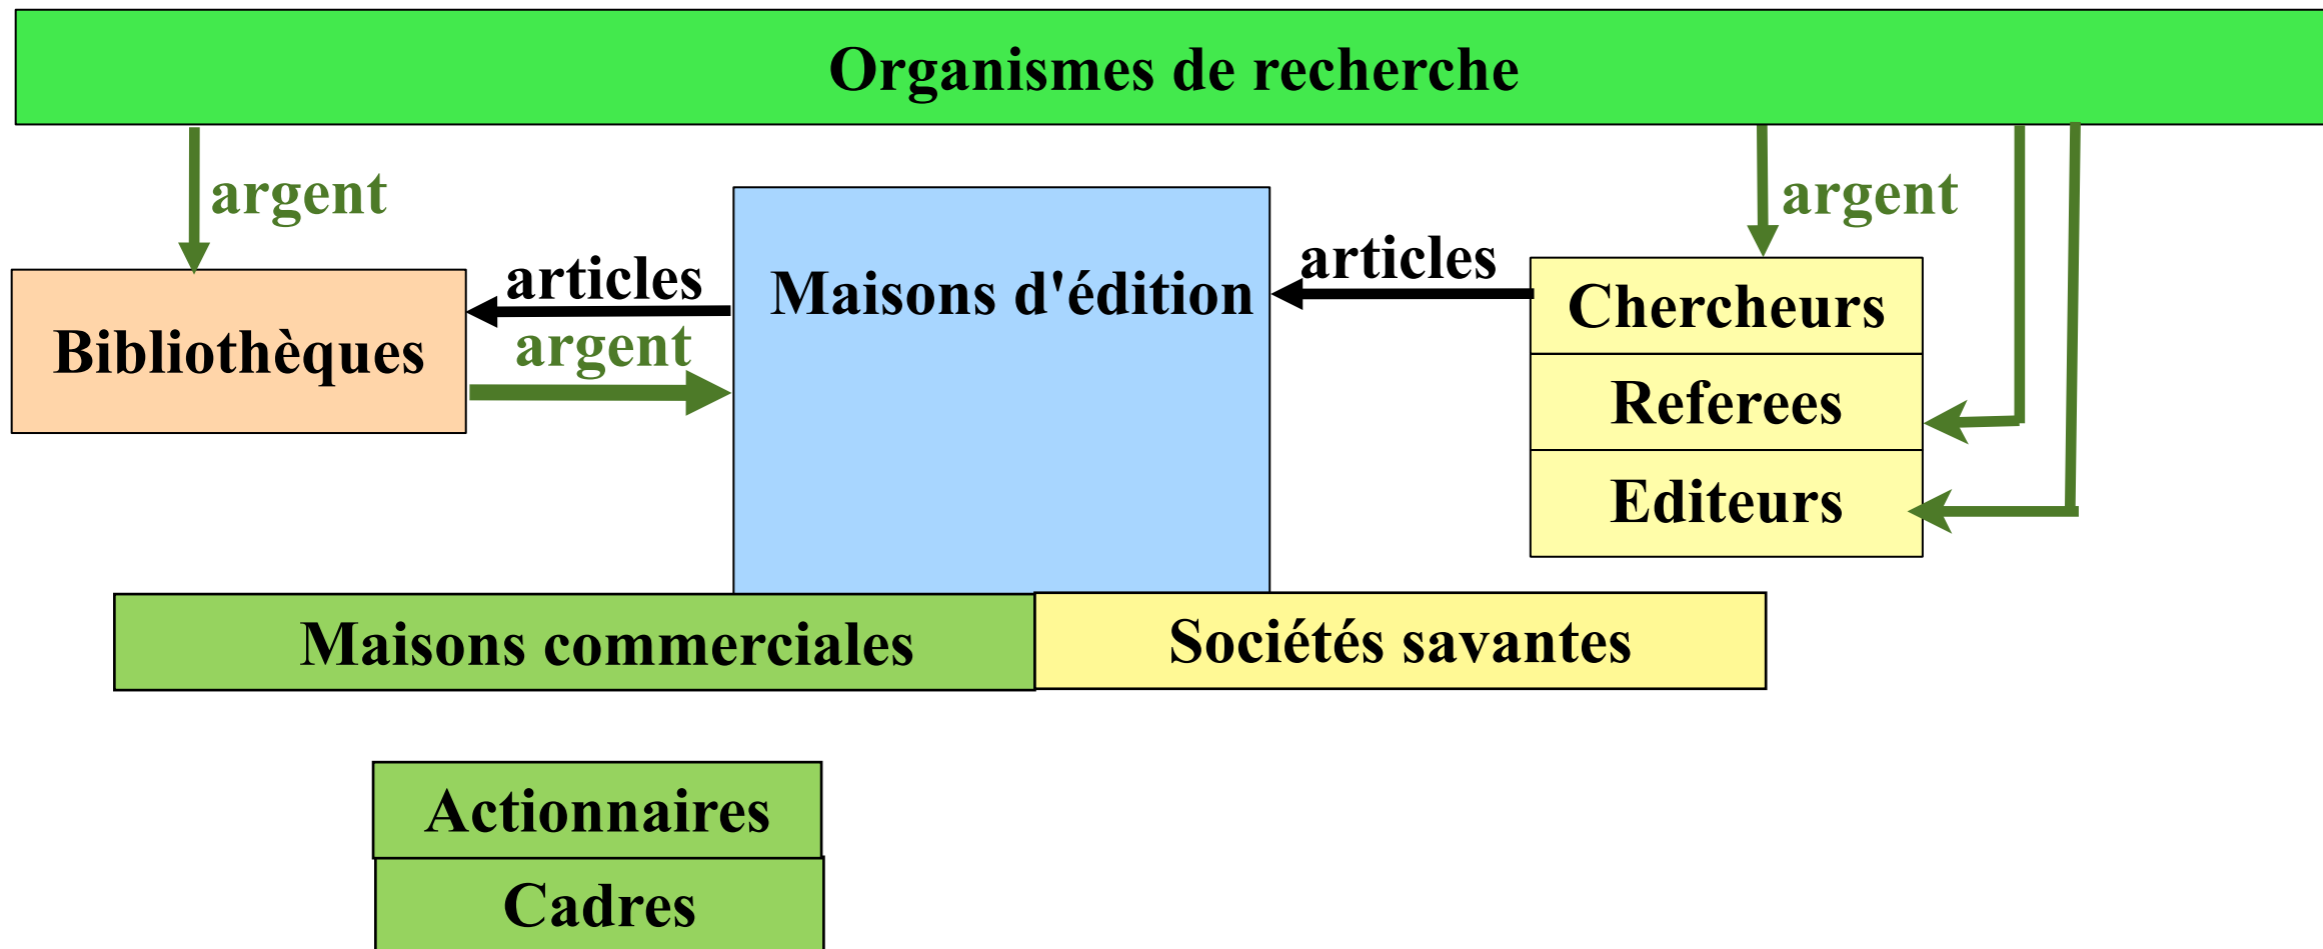 Organismes de recherche
argent
argent
articles
articles
Maisons d'édition
Chercheurs
Bibliothèques
argent
Referees
Editeurs
Maisons commerciales
Sociétés savantes
Actionnaires
Cadres